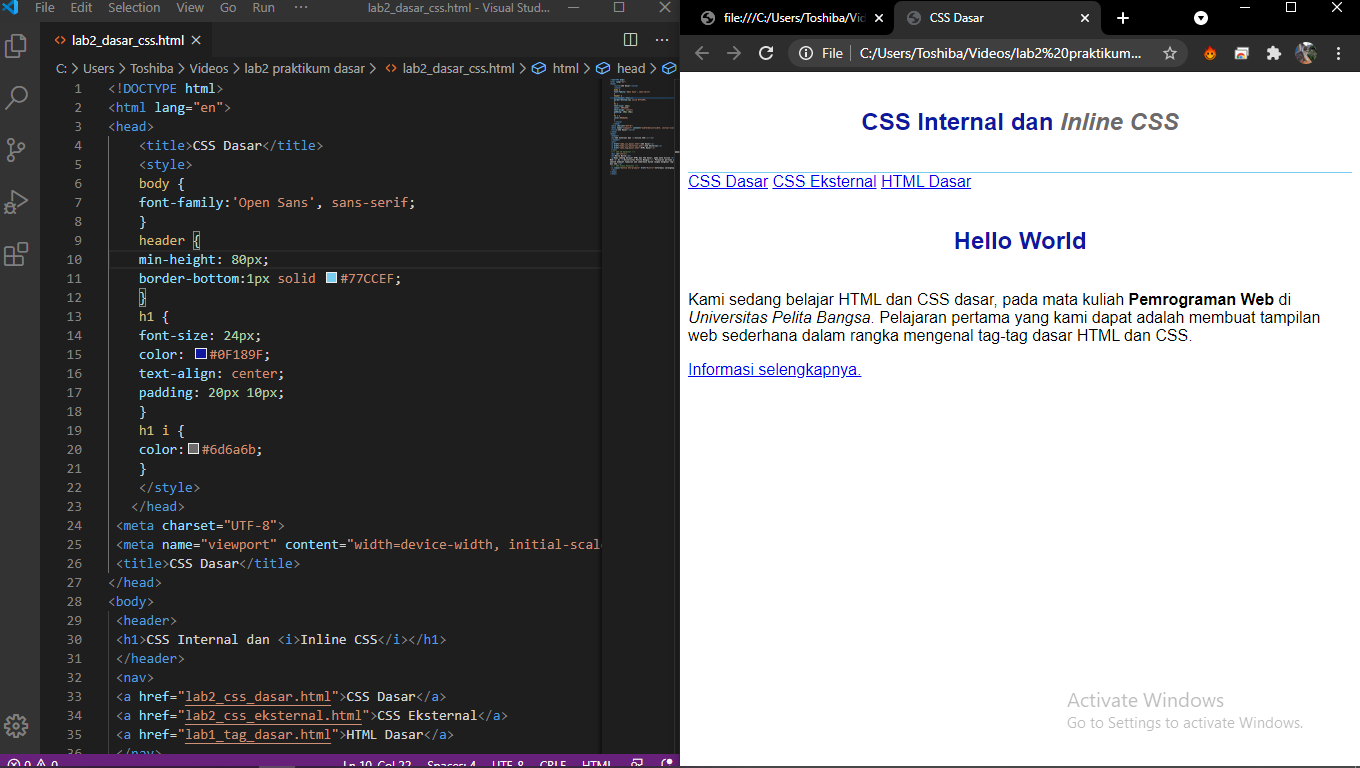 File Edit Selection View Go Run ··· lab2_dasar_css.html - Visual Stud...
lab2_dasar_css.html
C: > Users > Toshiba > Videos > lab2 praktikum dasar > lab2_dasar_css.html > html > head >
1 <!DOCTYPE html>
2 <html lang="en">
3 <head>
4 <title>CSS Dasar</title>
5 <style>
6 body {
7 font-family:'Open Sans', sans-serif;
8 }
9 header {
10 min-height: 80px;
11 border-bottom:1px solid #77CCEF;
12 }
13 h1 {
14 font-size: 24px;
15 color: #0F189F;
16 text-align: center;
17 padding: 20px 10px;
18 }
19 h1 i {
20 color:#6d6a6b;
21 }
22 </style>
23 </head>
24 <meta charset="UTF-8">
25 <meta name="viewport" content="width=device-width, initial-scal
26 <title>CSS Dasar</title>
27 </head>
28 <body>
29 <header>
30 <h1>CSS Internal dan <i>Inline CSS</i></h1>
31 </header>
32 <nav>
33 <a href="lab2_css_dasar.html">CSS Dasar</a>
34 <a href="lab2_css_eksternal.html">CSS Eksternal</a>
35 <a href="lab1_tag_dasar.html">HTML Dasar</a>
36 </nav>
0 0 Ln 10, Col 22 Spaces: 4 UTF-8 CRLF HTML
file:///C:/Users/Toshiba/Vid CSS Dasar
File C:/Users/Toshiba/Videos/lab2%20praktikum...
CSS Internal dan Inline CSS
CSS Dasar CSS Eksternal HTML Dasar
Hello World
Kami sedang belajar HTML dan CSS dasar, pada mata kuliah Pemrograman Web di
Universitas Pelita Bangsa. Pelajaran pertama yang kami dapat adalah membuat tampilan
web sederhana dalam rangka mengenal tag-tag dasar HTML dan CSS.
Informasi selengkapnya.
Activate Windows
Go to Settings to activate Windows.